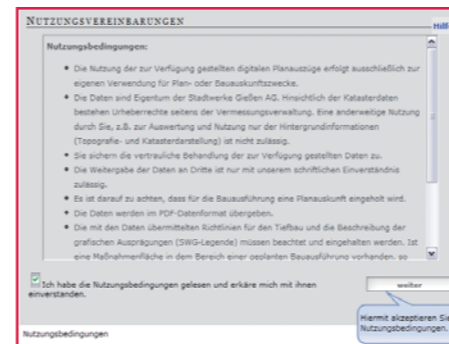 NUTZUNGSVEREINBARUNGEN
Hilfe
Nutzungsbedingungen:
Die Nutzung der zur Verfügung gestellten digitalen Planauszüge erfolgt ausschließlich zur
eigenen Verwendung für Plan- oder Bauauskunftszwecke.
Die Daten sind Eigentum der Stadtwerke Gießen AG. Hinsichtlich der Katasterdaten
bestehen Urheberrechte seitens der Vermessungsverwaltung. Eine anderweitige Nutzung
durch Sie, z.B. zur Auswertung und Nutzung nur der Hintergrundinformationen
(Topografie- und Katasterdarstellung) ist nicht zulässig.
Sie sichern die vertrauliche Behandlung der zur Verfügung gestellten Daten zu.
Die Weitergabe der Daten an Dritte ist nur mit unserem schriftlichen Einverständnis
zulässig.
Es ist darauf zu achten, dass für die Bauausführung eine Planauskunft eingeholt wird.
Die Daten werden im PDF-Datenformat übergeben.
Die mit den Daten übermittelten Richtlinien für den Tiefbau und die Beschreibung der
grafischen Ausprägungen (SWG-Legende) müssen beachtet und eingehalten werden. Ist
eine Maßnahmenfläche in dem Bereich einer geplanten Bauausführung vorhanden, so
Ich habe die Nutzungsbedingungen gelesen und erkäre mich mit ihnen
einverstanden.
weiter
Hiermit akzeptieren Sie
Nutzungsbedingungen.
Nutzungsbedingungen